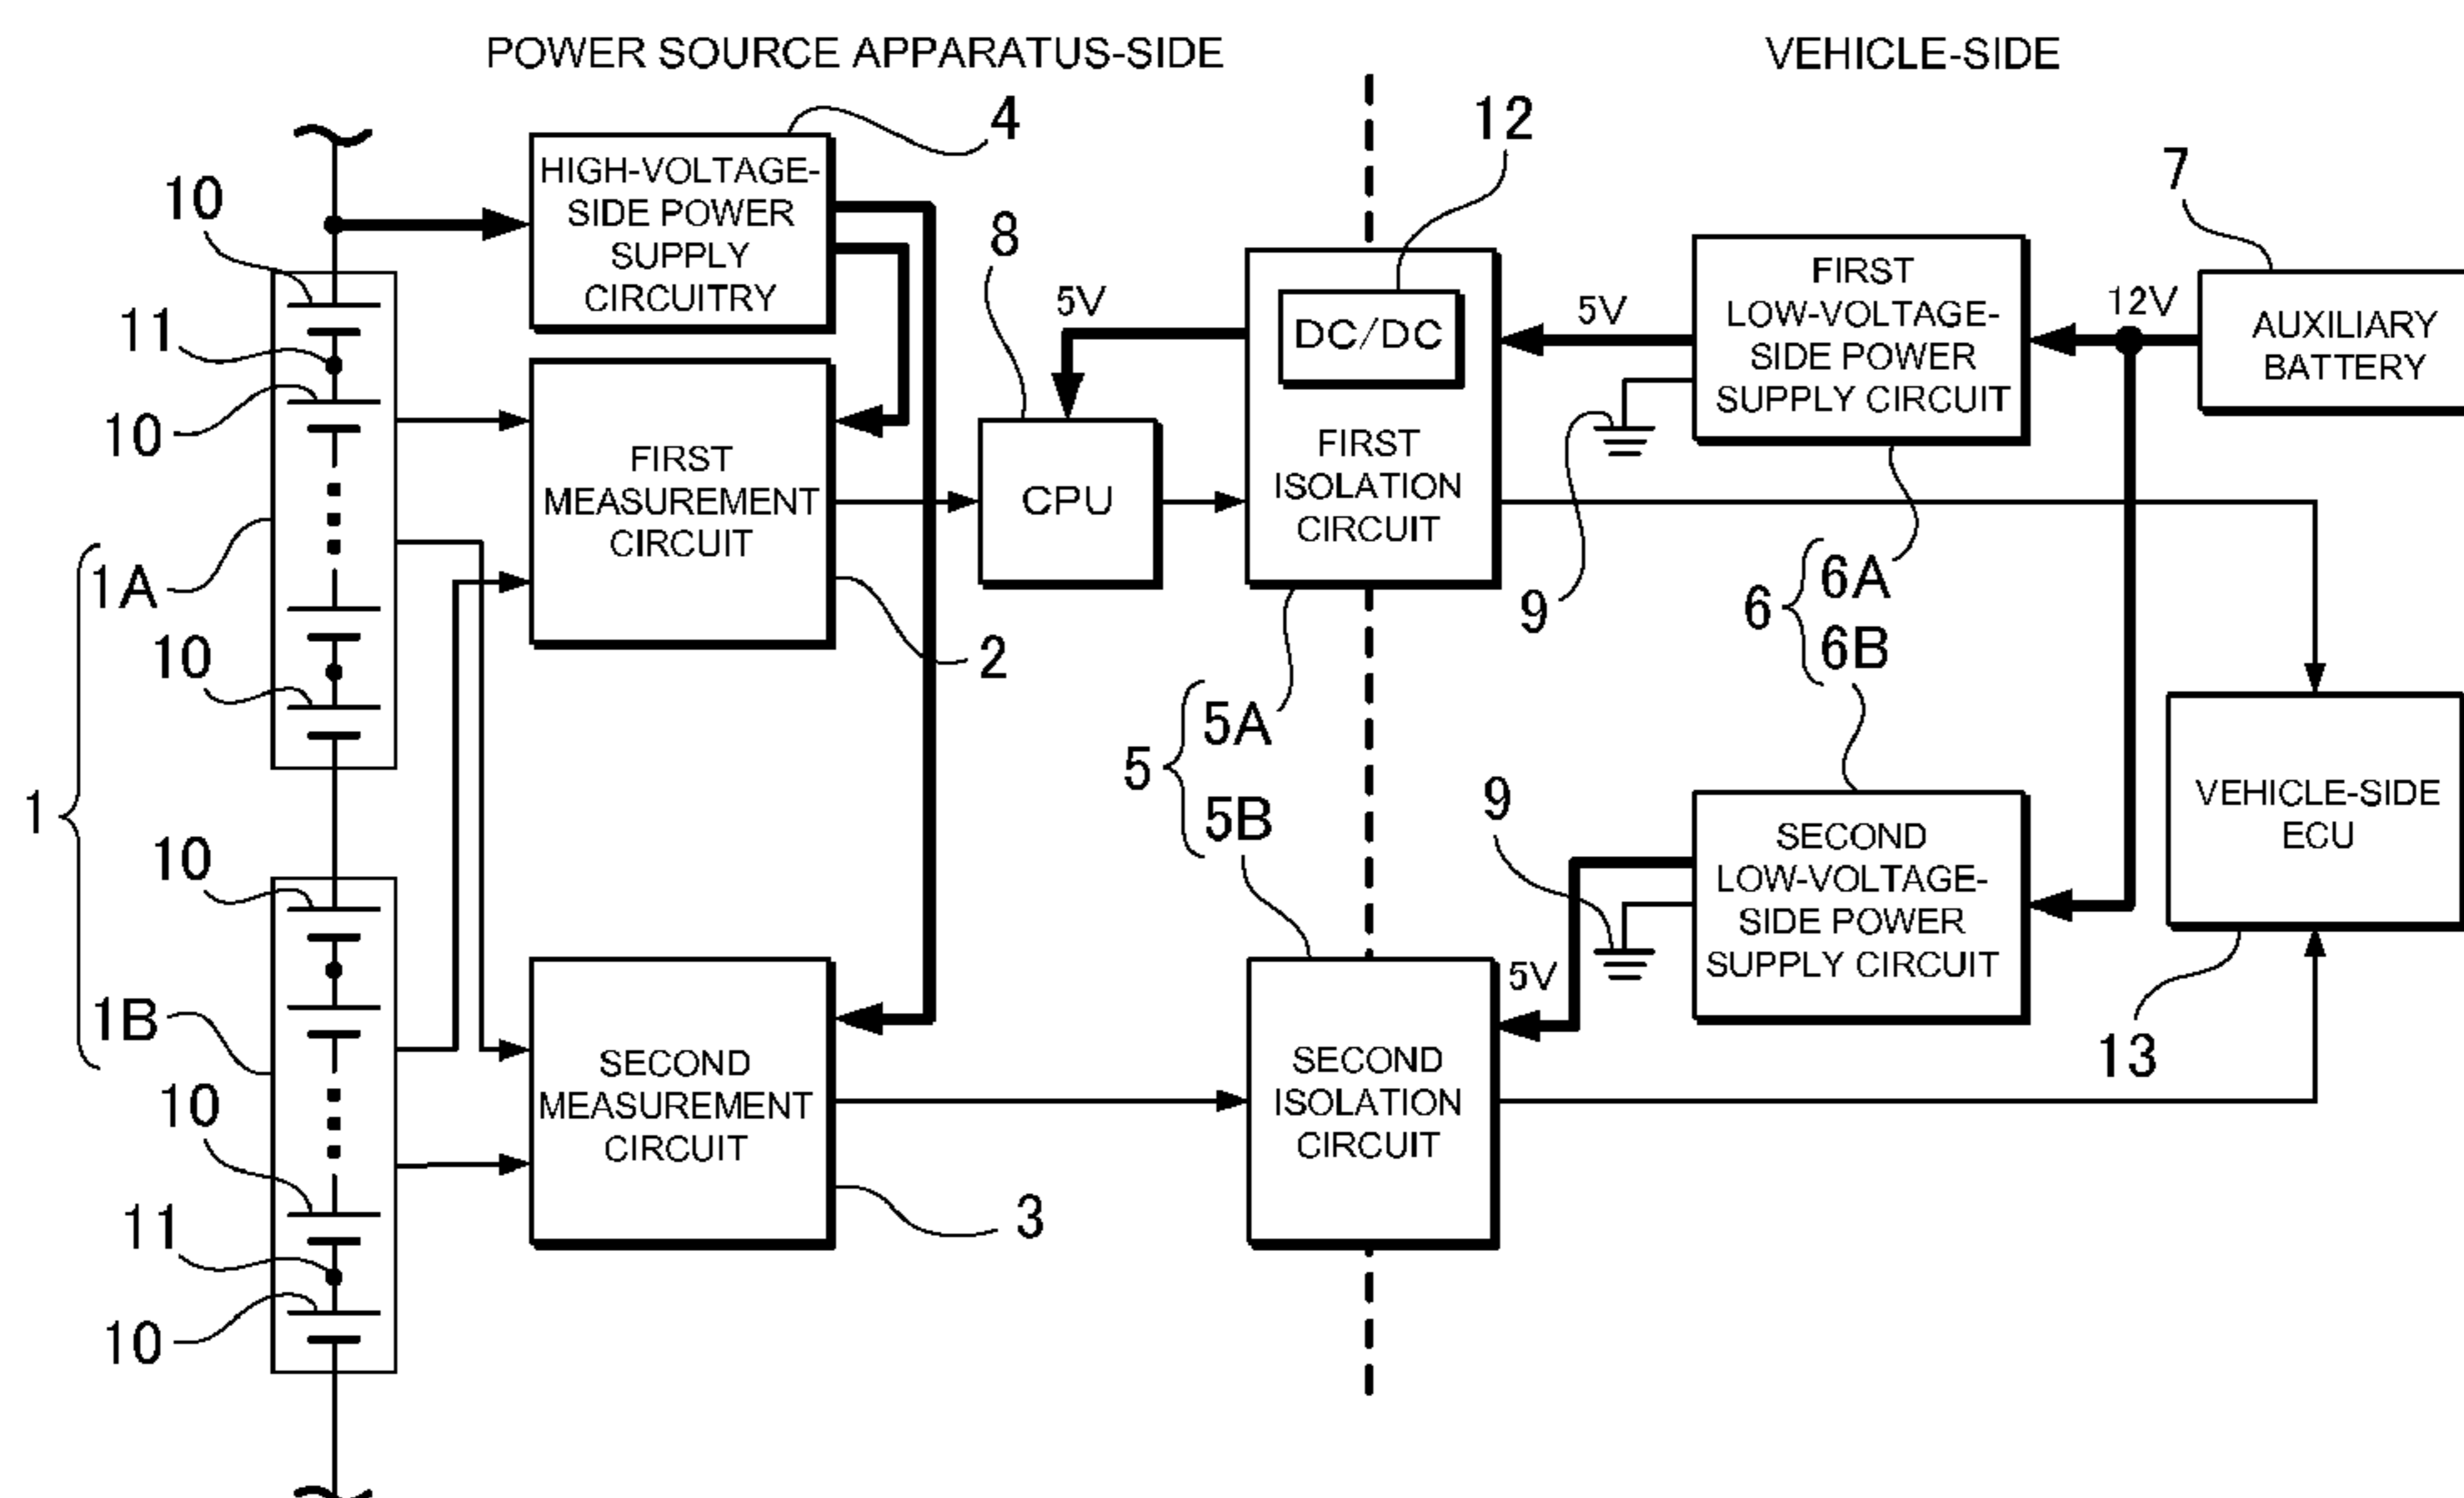 POWER SOURCE APPARATUS-SIDE
VEHICLE-SIDE
4
12
7
HIGH-VOLTAGE-
SIDE POWER
SUPPLY
CIRCUITRY
10
8
5V
11
10
FIRST
MEASUREMENT
CIRCUIT
CPU
DC/DC
FIRST
ISOLATION
CIRCUIT
5V
FIRST
LOW-VOLTAGE-
SIDE POWER
SUPPLY CIRCUIT
12V
AUXILIARY
BATTERY
1A
9
6
6A
6B
10
2
5
5A
5B
1
10
9
SECOND
LOW-VOLTAGE-
SIDE POWER
SUPPLY CIRCUIT
VEHICLE-SIDE
ECU
5V
1B
13
SECOND
MEASUREMENT
CIRCUIT
SECOND
ISOLATION
CIRCUIT
10
11
3
10